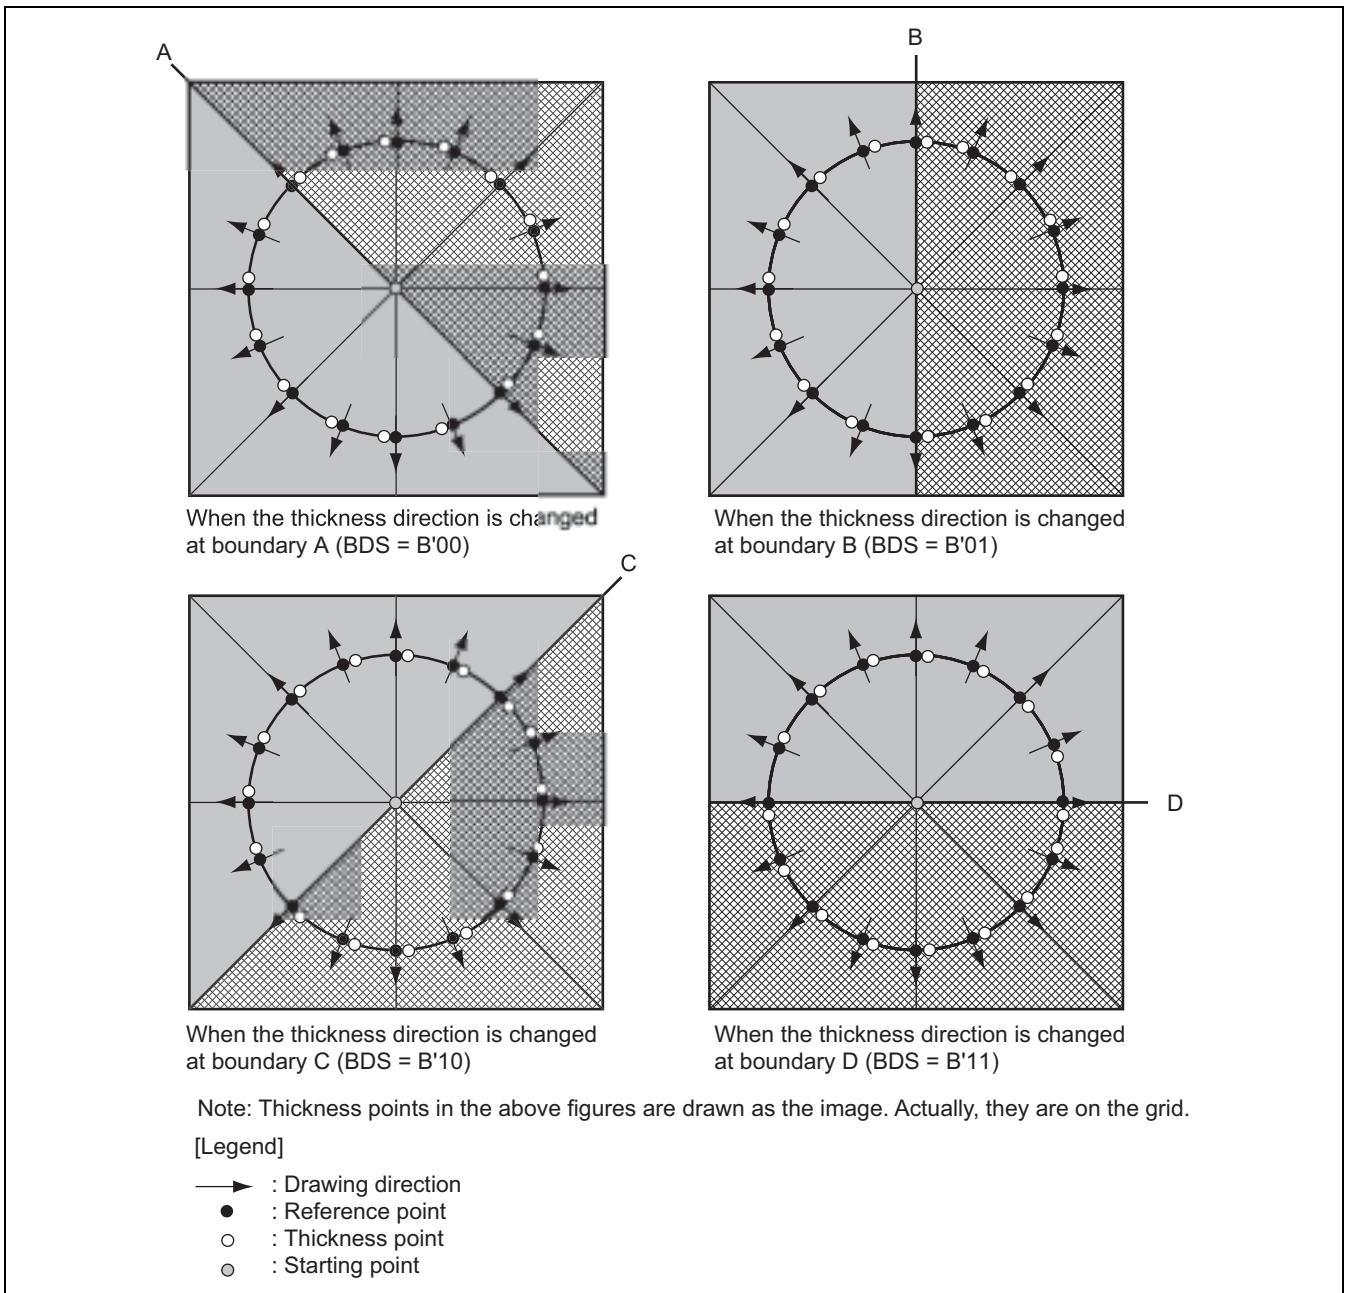 A
B
When the thickness direction is changed
at boundary A (BDS = B'00)
When the thickness direction is changed
at boundary B (BDS = B'01)
C
D
When the thickness direction is changed
at boundary C (BDS = B'10)
When the thickness direction is changed
at boundary D (BDS = B'11)
Note: Thickness points in the above figures are drawn as the image. Actually, they are on the grid.
[Legend]
: Drawing direction
: Reference point
: Thickness point
: Starting point